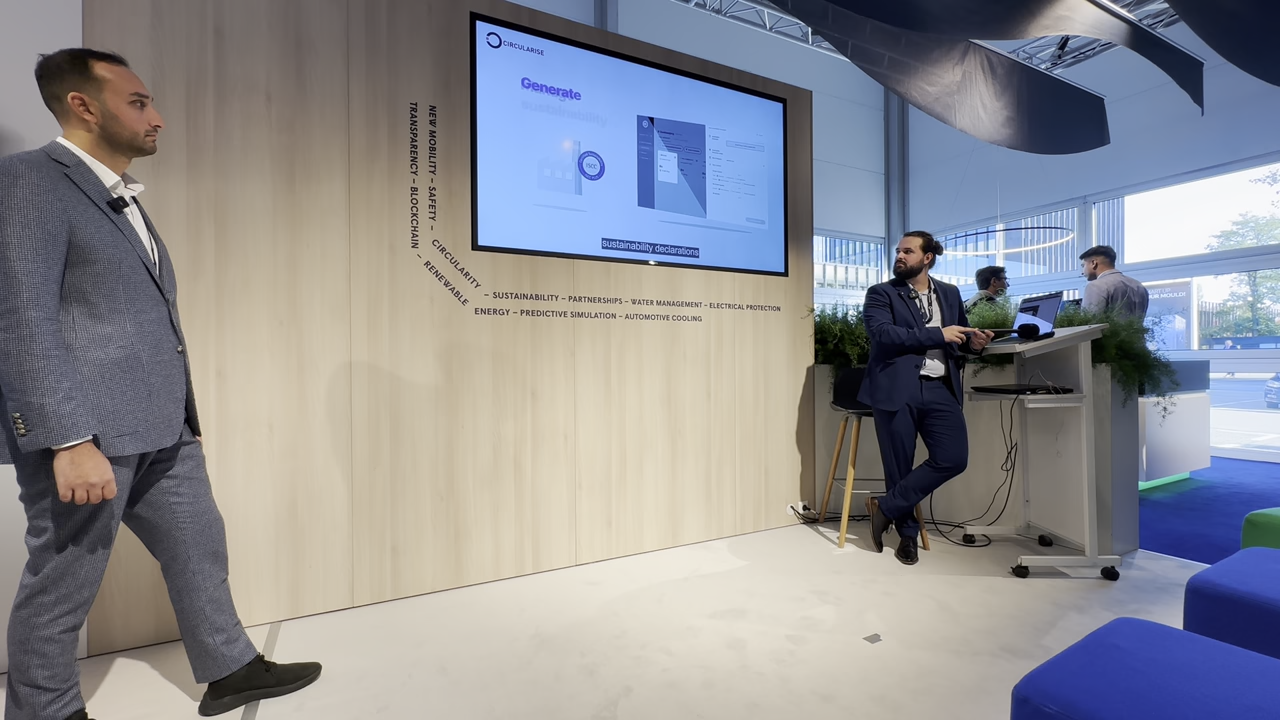 CIRCULARISE
Generate
sustainability
ISCC
sustainability declarations
NEW MOBILITY – SAFETY – CIRCULARITY – SUSTAINABILITY – PARTNERSHIPS – WATER MANAGEMENT – ELECTRICAL PROTECTION
TRANSPARENCY – BLOCKCHAIN – RENEWABLE ENERGY – PREDICTIVE SIMULATION – AUTOMOTIVE COOLING